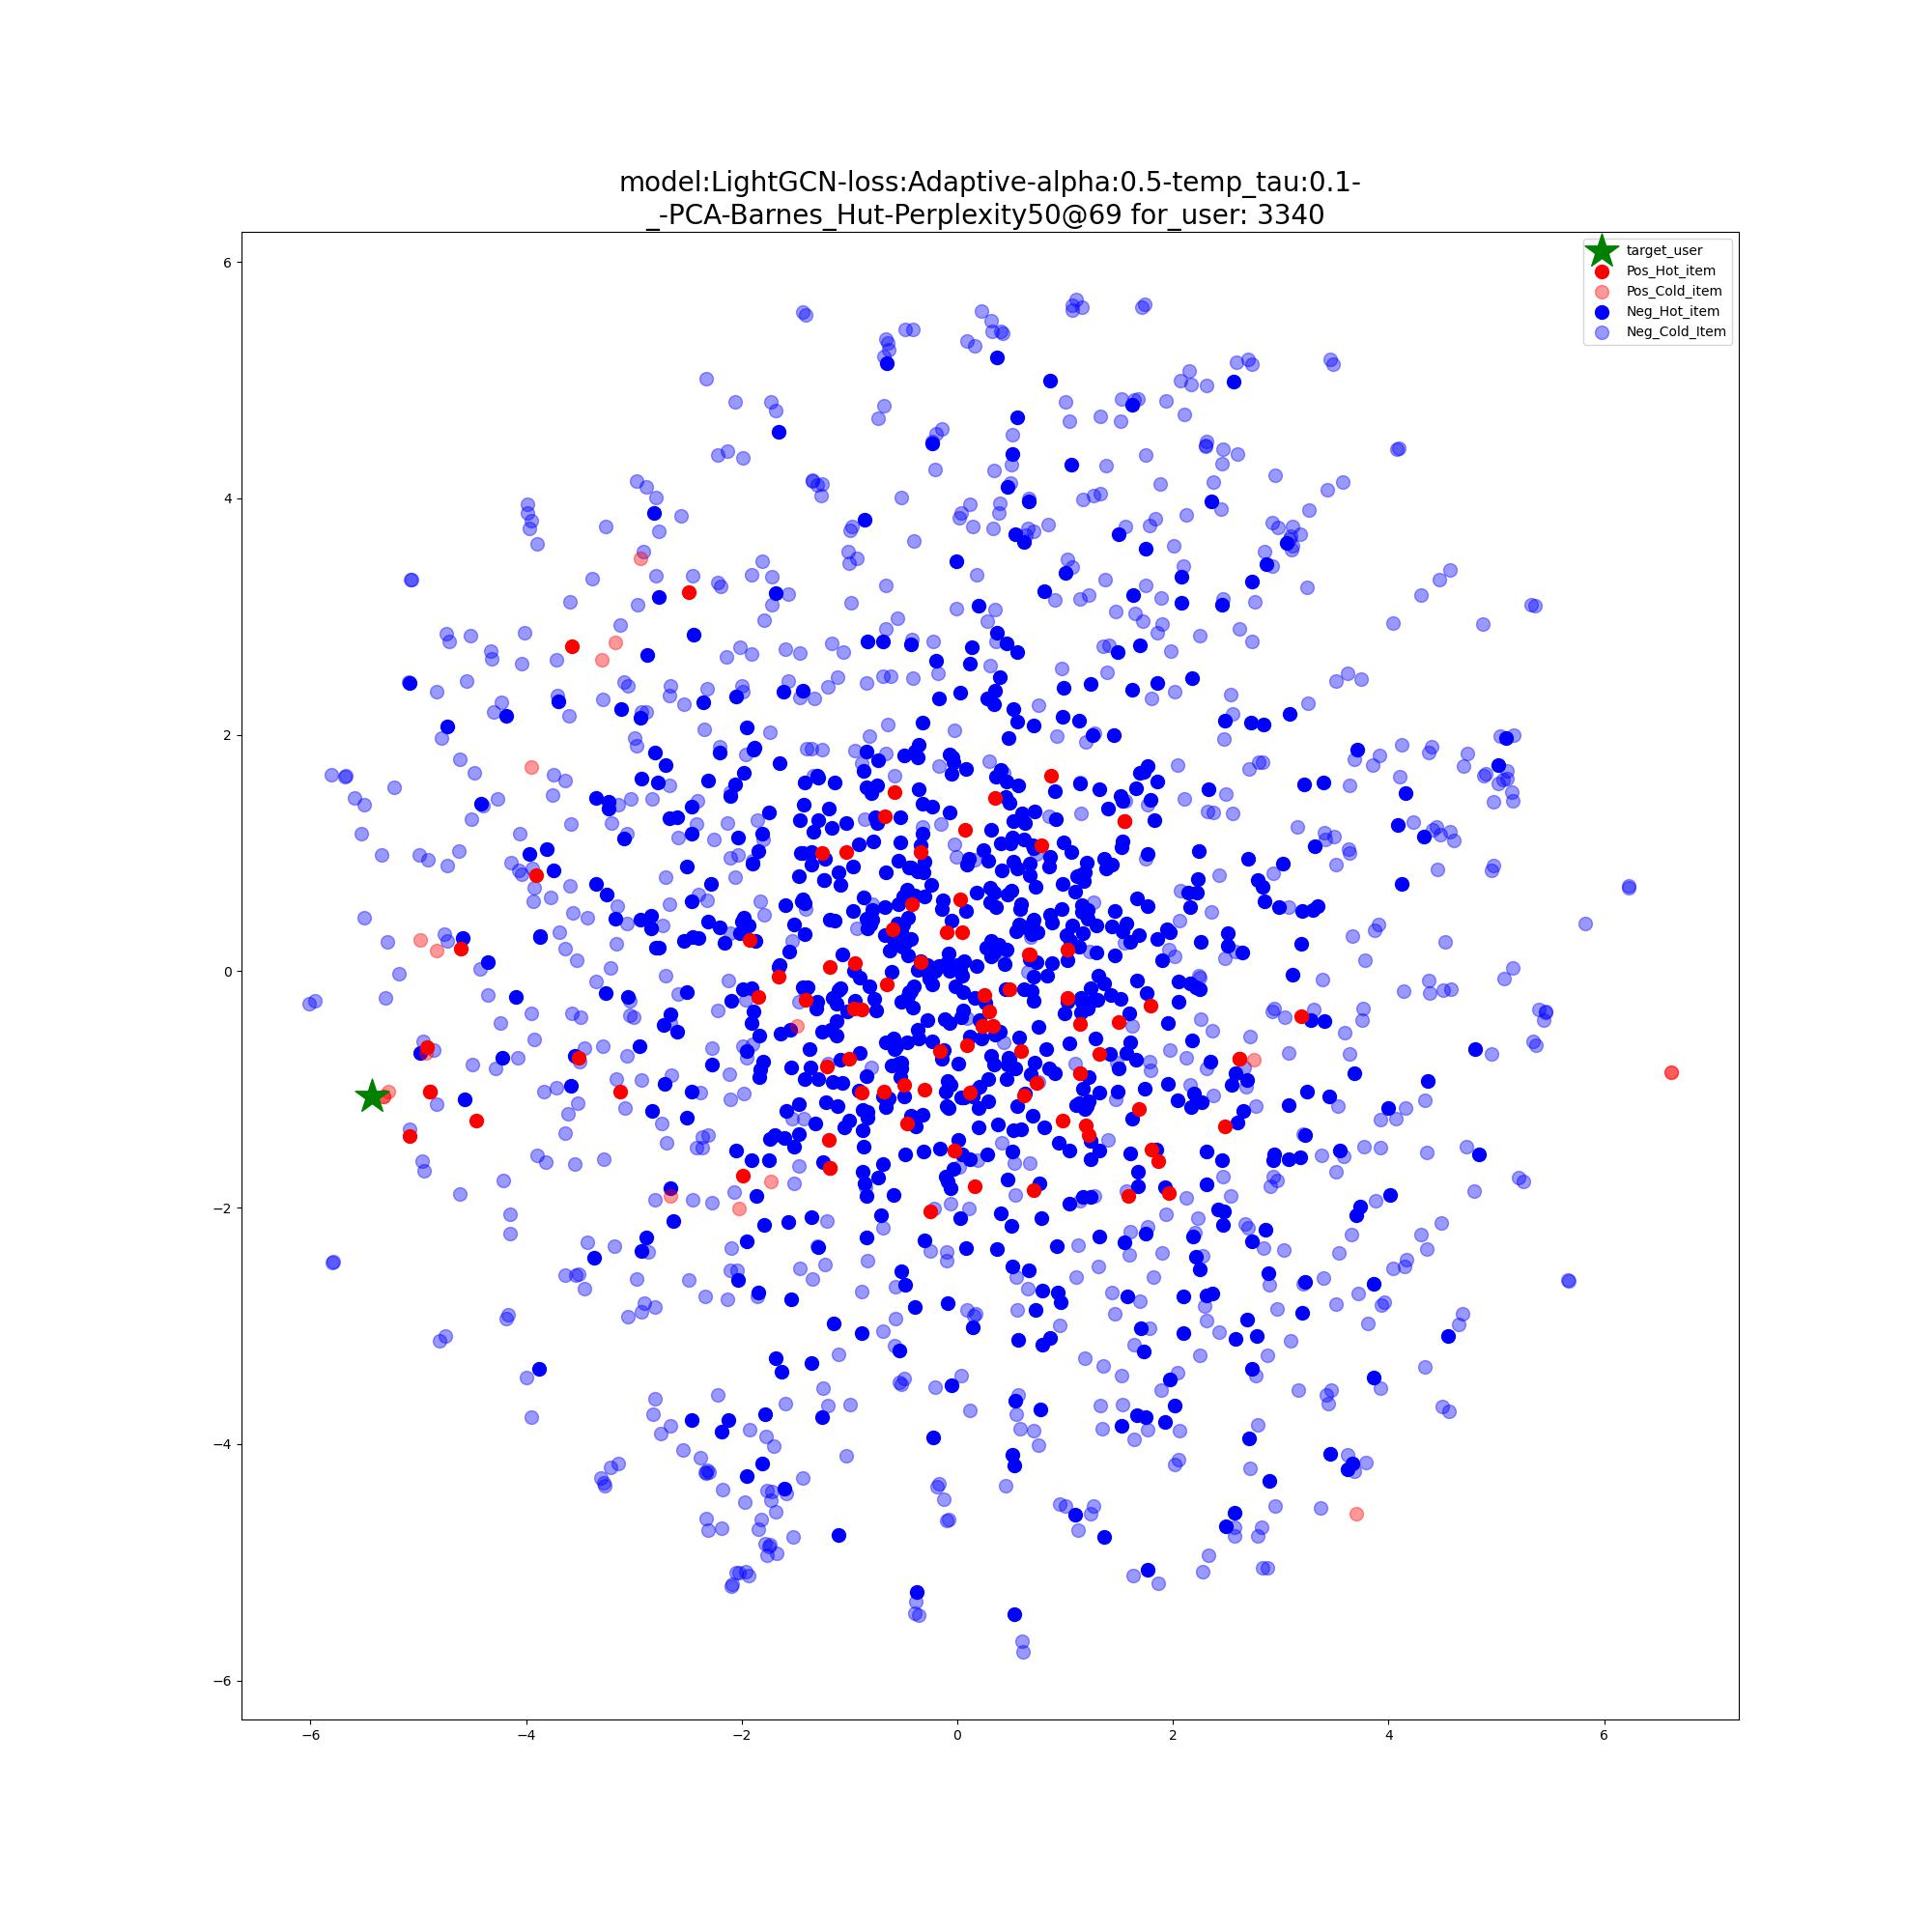 model:LightGCN-loss:Adaptive-alpha:0.5-temp_tau:0.1-
_-PCA-Barnes_Hut-Perplexity50@69 for_user: 3340
target_user
Pos_Hot_item
Pos_Cold_item
Neg_Hot_item
Neg_Cold_Item
6
4
2
0
−2
−4
−6
−6 −4 −2 0 2 4 6